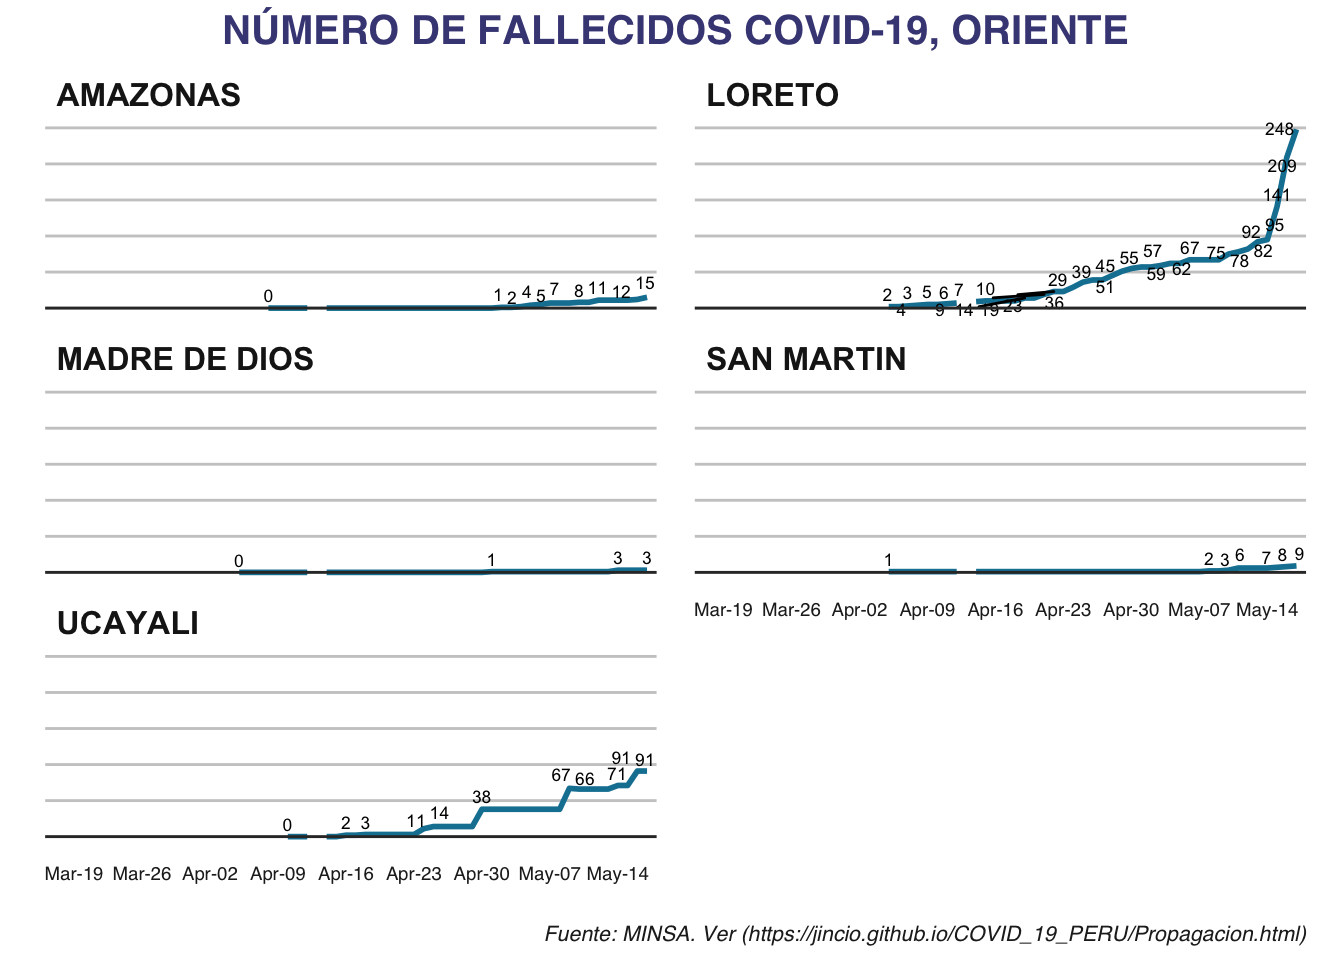 NÚMERO DE FALLECIDOS COVID-19, ORIENTE
AMAZONAS
0 1 2 4 5 7 8 11 12 15
LORETO
2 4 3 5 9 6 7 14 10 19 23 36 29 39 45 51 55 57 59 62 67 75 78 92 82 95 141 209 248
MADRE DE DIOS
0 1 3 3
SAN MARTIN
1 2 3 6 7 8 9
Mar-19 Mar-26 Apr-02 Apr-09 Apr-16 Apr-23 Apr-30 May-07 May-14
UCAYALI
0 2 3 11 14 38 67 66 71 91 91
Mar-19 Mar-26 Apr-02 Apr-09 Apr-16 Apr-23 Apr-30 May-07 May-14
Fuente: MINSA. Ver (https://jincio.github.io/COVID_19_PERU/Propagacion.html)